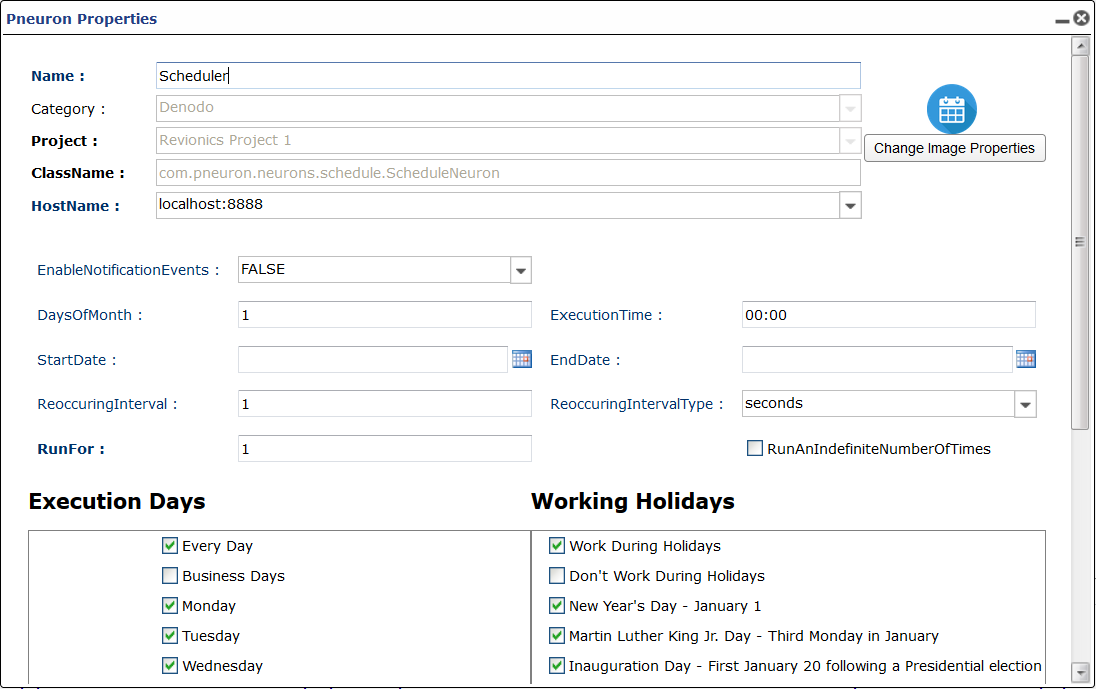 Pneuron Properties
Name : Scheduler
Category : Denodo
Project : Revionics Project 1
ClassName : com.pneuron.neurons.schedule.ScheduleNeuron
HostName : localhost:8888
Change Image Properties
EnableNotificationEvents : FALSE
DaysOfMonth : 1 ExecutionTime : 00:00
StartDate : EndDate :
ReoccuringInterval : 1 ReoccuringIntervalType : seconds
RunFor : 1 RunAnIndefiniteNumberOfTimes
Execution Days
Every Day
Business Days
Monday
Tuesday
Wednesday
Working Holidays
Work During Holidays
Don't Work During Holidays
New Year's Day - January 1
Martin Luther King Jr. Day - Third Monday in January
Inauguration Day - First January 20 following a Presidential election